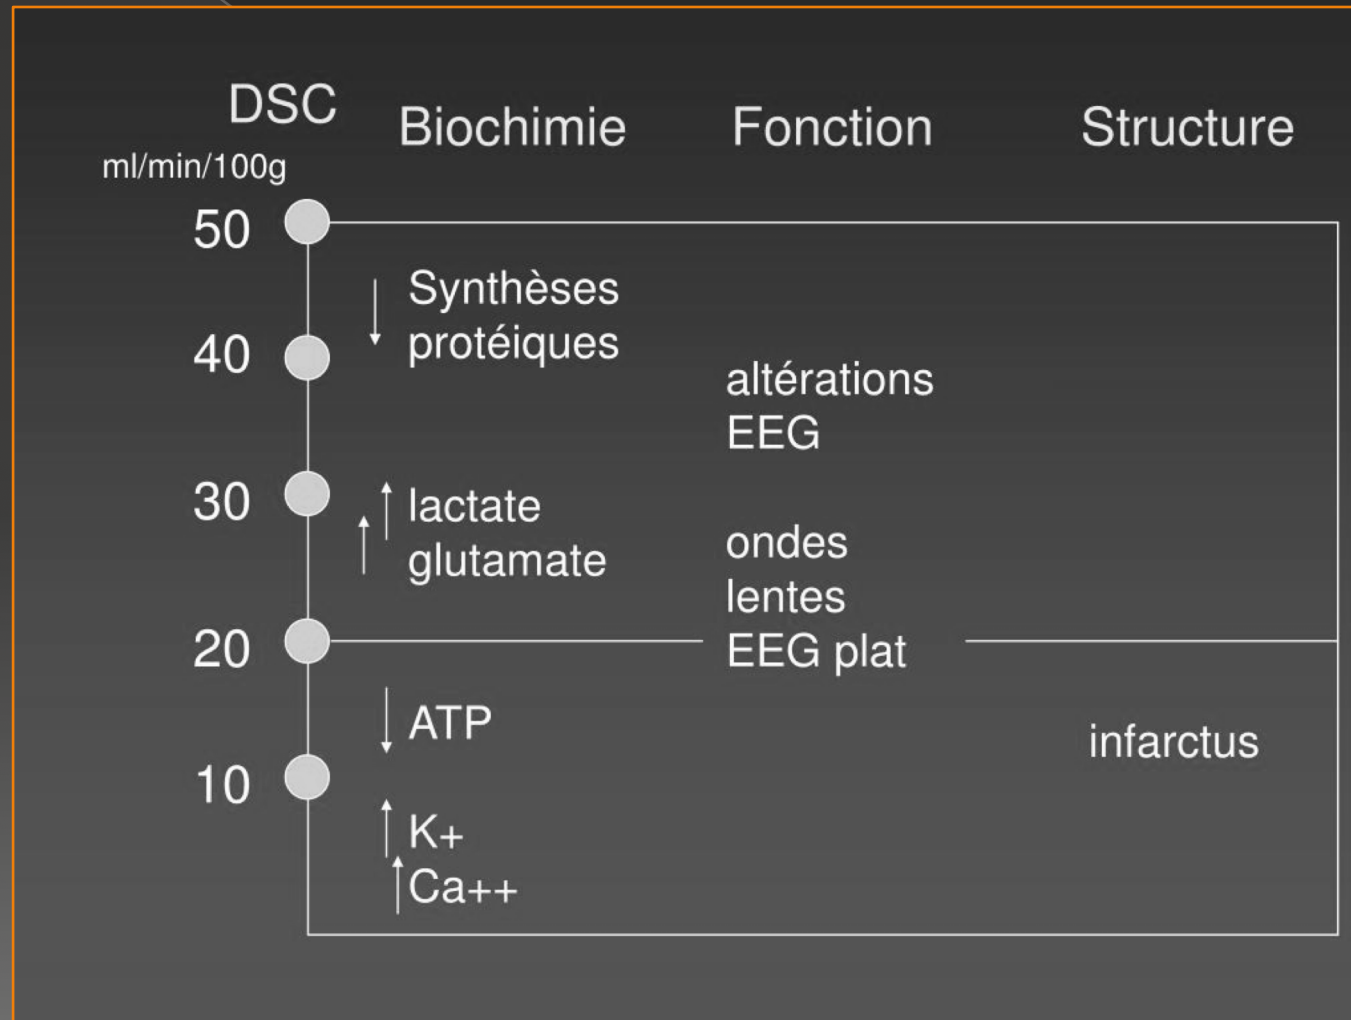 DSC
Biochimie
Fonction
Structure
ml/min/100g
50
Synthèses
protéiques
40
altérations
EEG
30
lactate
glutamate
ondes
lentes
20
EEG plat
ATP
infarctus
10
K+
Ca++